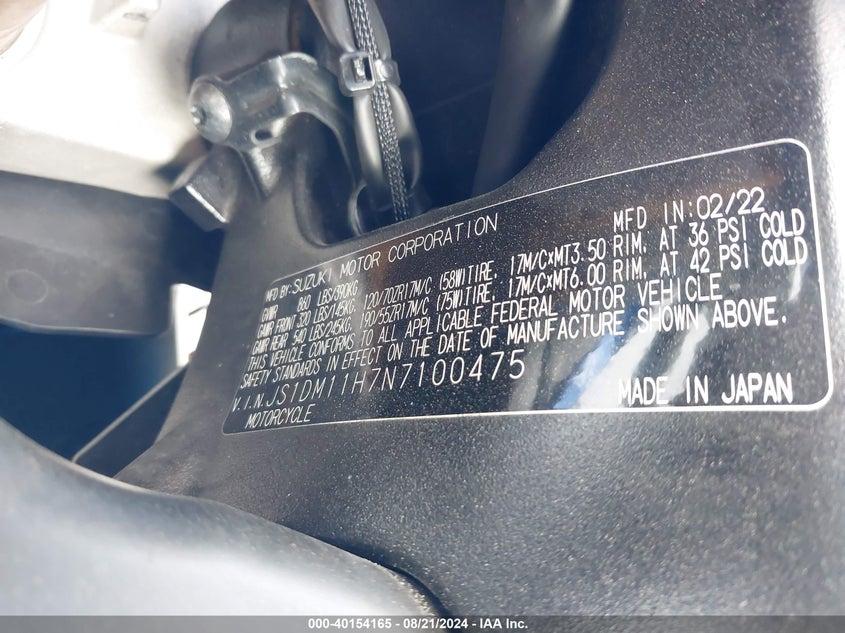 MFD BY:SUZUKI MOTOR CORPORATION MFD IN:02/22
GVWR 860 LBS/390KG
GAWR FRONT 320 LBS/145KG. 120/70ZR17M/C (58W)TIRE, 17M/C×MT3.50 RIM, AT 36 PSI COLD
GAWR REAR 540 LBS/245KG. 190/55ZR17M/C (75W)TIRE, 17M/C×MT6.00 RIM, AT 42 PSI COLD
THIS VEHICLE CONFORMS TO ALL APPLICABLE FEDERAL MOTOR VEHICLE
SAFETY STANDARDS IN EFFECT ON THE DATE OF MANUFACTURE SHOWN ABOVE.
V.I.N.JS1DM11H7N7100475
MOTORCYCLE MADE IN JAPAN
000-40154165 - 08/21/2024 - IAA Inc.